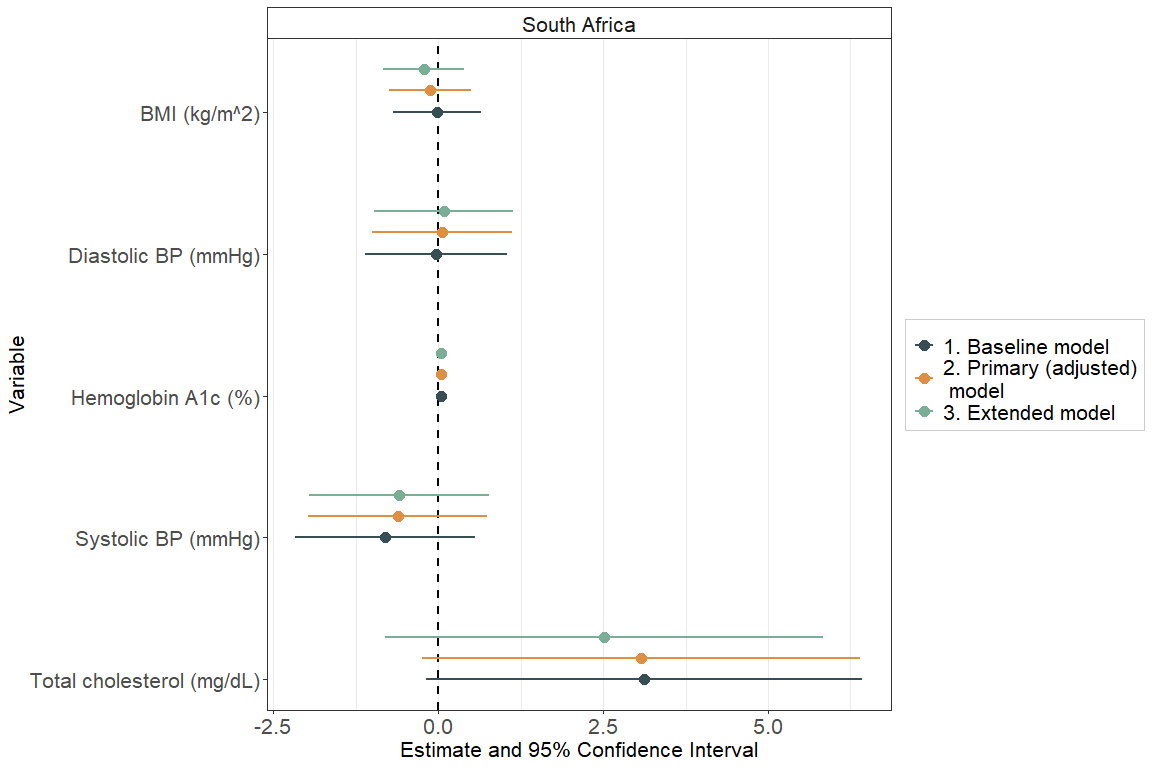 South Africa
BMI (kg/m^2)
Diastolic BP (mmHg)
Hemoglobin A1c (%)
Systolic BP (mmHg)
Total cholesterol (mg/dL)
Variable
-2.5 0.0 2.5 5.0
Estimate and 95% Confidence Interval
1. Baseline model
2. Primary (adjusted)
model
3. Extended model